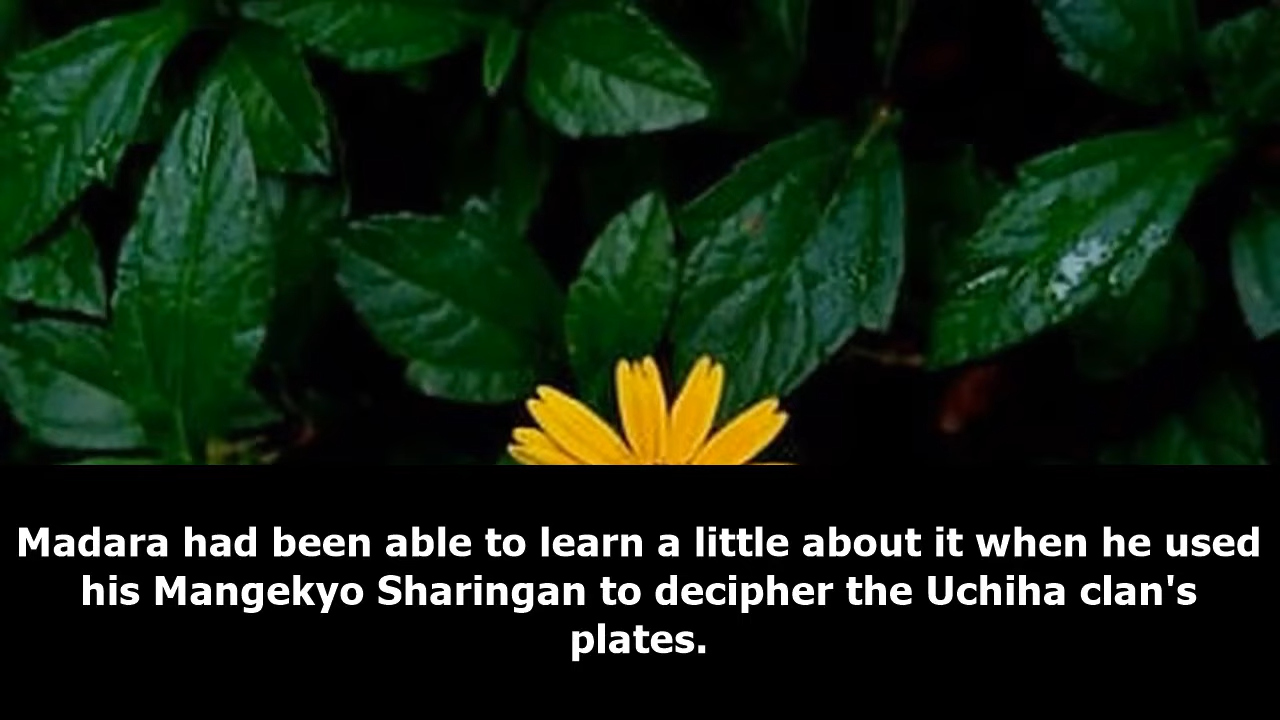 Madara had been able to learn a little about it when he used
his Mangekyo Sharingan to decipher the Uchiha clan's
plates.